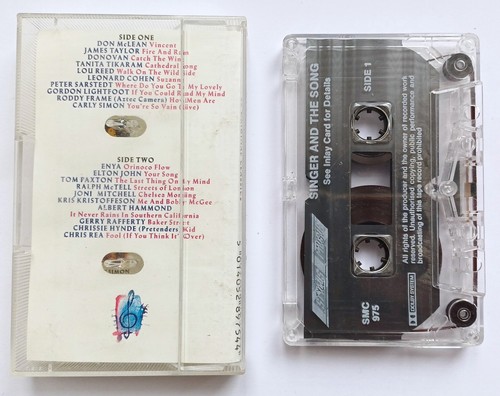 SIDE ONE
DON McLEAN Vincent
JAMES TAYLOR Fire And Rain
DONOVAN Catch The Wind
TANITA TIKARAM Cathedral Song
LOU REED Walk On The Wild Side
LEONARD COHEN Suzanne
PETER SARSTEDT Where Do You Go To My Lovely
GORDON LIGHTFOOT If You Could Read My Mind
RODDY FRAME (Aztec Camera) How Men Are
CARLY SIMON You're So Vain (Live)
SIDE TWO
ENYA Orinoco Flow
ELTON JOHN Your Song
TOM PAXTON The Last Thing On My Mind
RALPH McTELL Streets of London
JONI MITCHELL Chelsea Morning
KRIS KRISTOFFESON Me And Bobby McGee
ALBERT HAMMOND
It Never Rains In Southern California
GERRY RAFFERTY Baker Street
CHRISSIE HYNDE (Pretenders) Kid
CHRIS REA Fool (If You Think It's Over)
SIMON
5 014052 897544
SINGER AND THE SONG
See Inlay Card for Details
SIDE 1
All rights of the producer and the owner of recorded work
reserved. Unauthorised copying, public performance and
broadcasting of this tape record prohibited
SMC
975
DOLBY SYSTEM